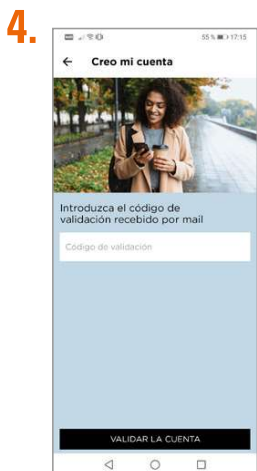 4.
55 % 17:15
← Creo mi cuenta
Introduzca el código de
validación recebido por mail
Código de validación
VALIDAR LA CUENTA